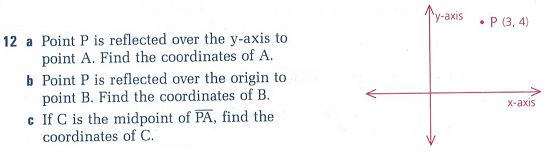 12 a Point P is reflected over the y-axis to
point A. Find the coordinates of A.
b Point P is reflected over the origin to
point B. Find the coordinates of B.
c If C is the midpoint of P̅A̅, find the
coordinates of C.
y-axis
P (3, 4)
x-axis